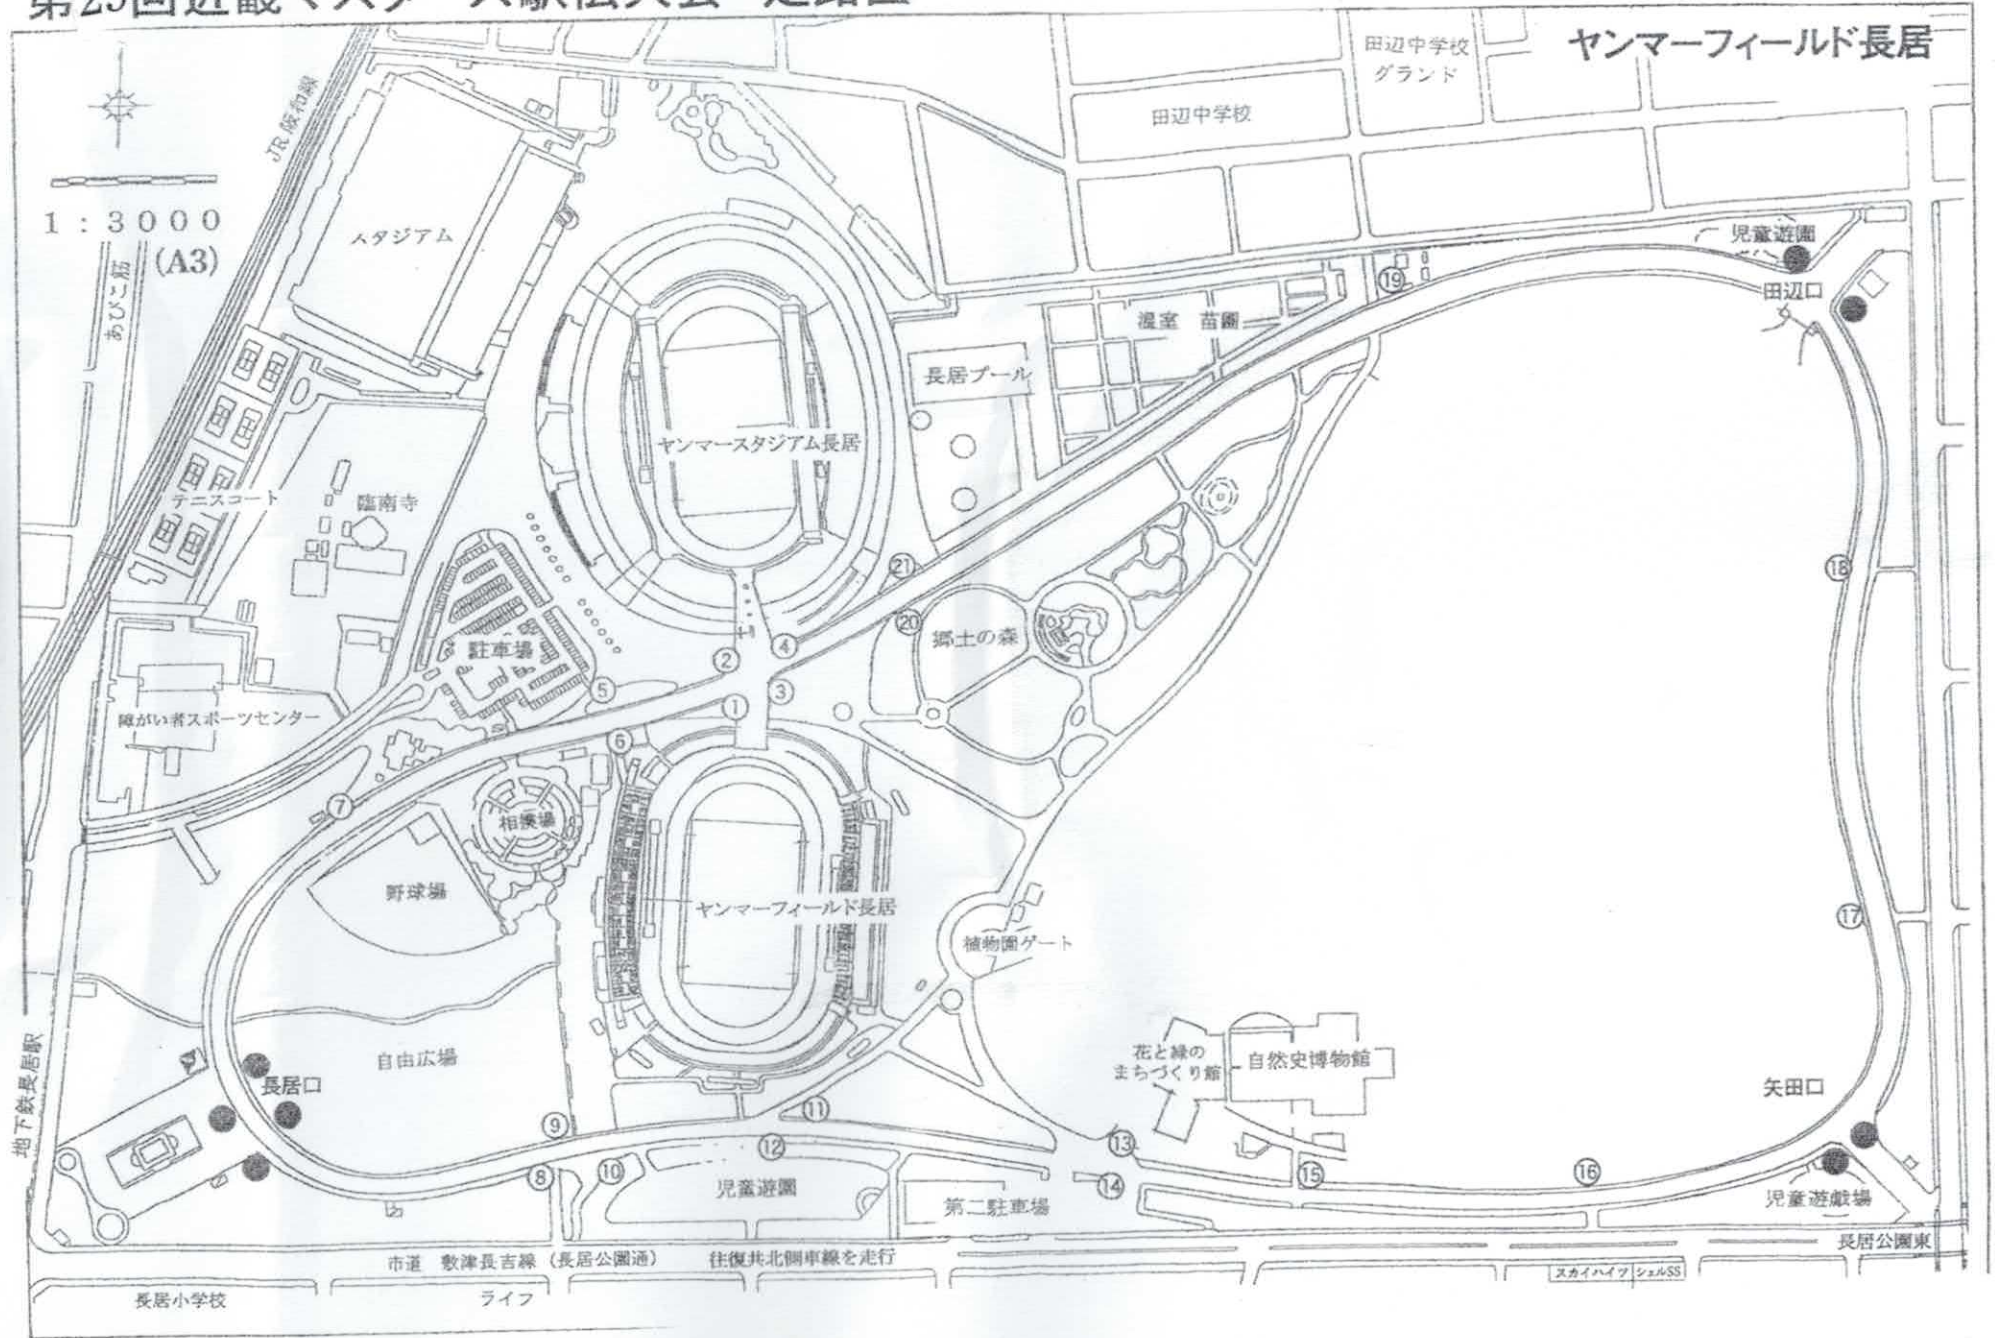 ヤンマーフィールド長居
田辺中学校
グランド
田辺中学校
JR阪和線
1:3000
(A3)
あびこ筋
スタジアム
児童遊園
田辺口
⑲
温室 苗圃
長居プール
ヤンマースタジアム長居
テニスコート
臨南寺
㉑
⑱
⑳
郷土の森
駐車場
④
②
⑤
③
①
障がい者スポーツセンター
⑥
⑦
相撲場
野球場
ヤンマーフィールド長居
⑰
植物園ゲート
地下鉄長居駅
自由広場
長居口
花と緑の
まちづくり館
自然史博物館
矢田口
⑪
⑨
⑫
⑬
⑧
⑩
⑭
⑮
⑯
児童遊園
第二駐車場
児童遊戯場
長居公園東
市道 敷津長吉線(長居公園通) 往復共北側車線を走行
スカイハイツ
シェルSS
長居小学校
ライフ